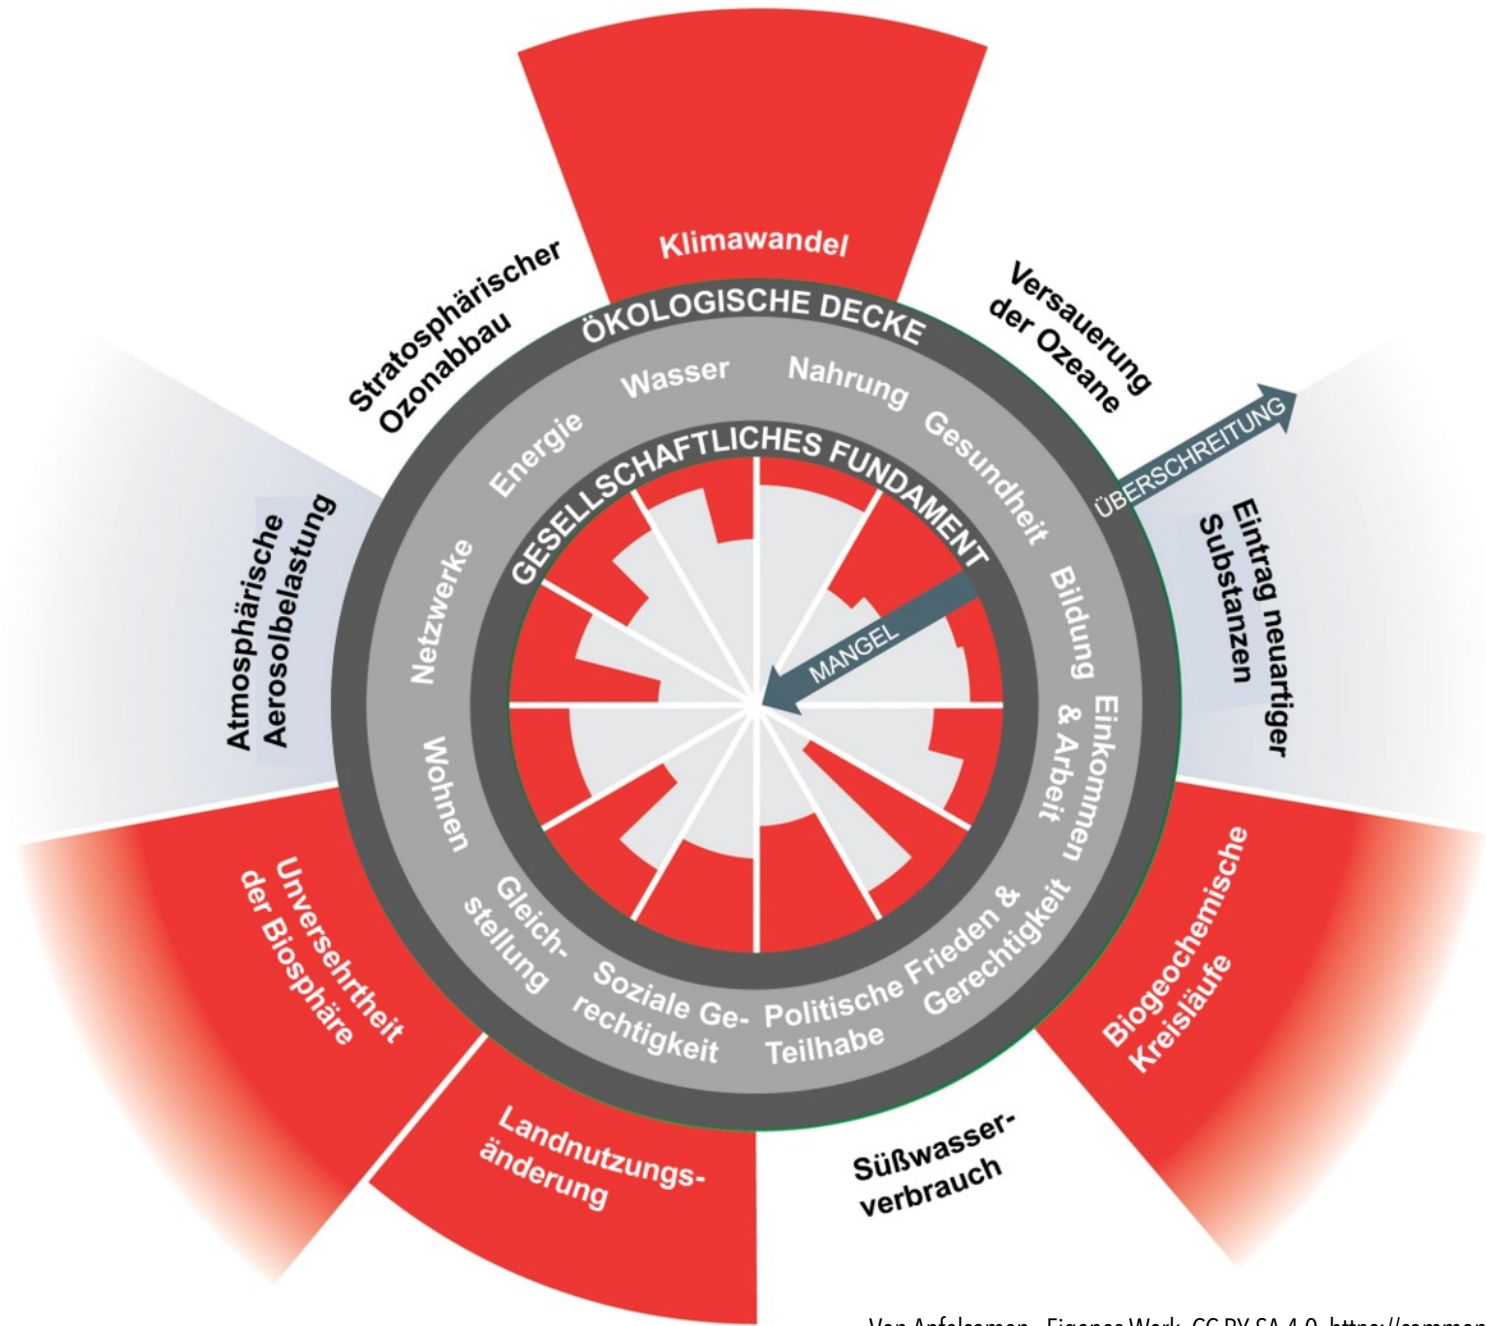 Klimawandel
ÖKOLOGISCHE DECKE
Stratosphärischer
Ozonabbau
Versauerung
der Ozeane
ÜBERSCHREITUNG
Wasser
Nahrung
Energie
Gesundheit
GESELLSCHAFTLICHES FUNDAMENT
Netzwerke
Bildung
MANGEL
Atmosphärische
Aerosolbelastung
Eintrag neuartiger
Substanzen
Wohnen
Einkommen
& Arbeit
Gleich-
stellung
Frieden &
Gerechtigkeit
Soziale Ge-
rechtigkeit
Politische
Teilhabe
Unversehrtheit
der Biosphäre
Biogeochemische
Kreisläufe
Landnutzungs-
änderung
Süßwasser-
verbrauch